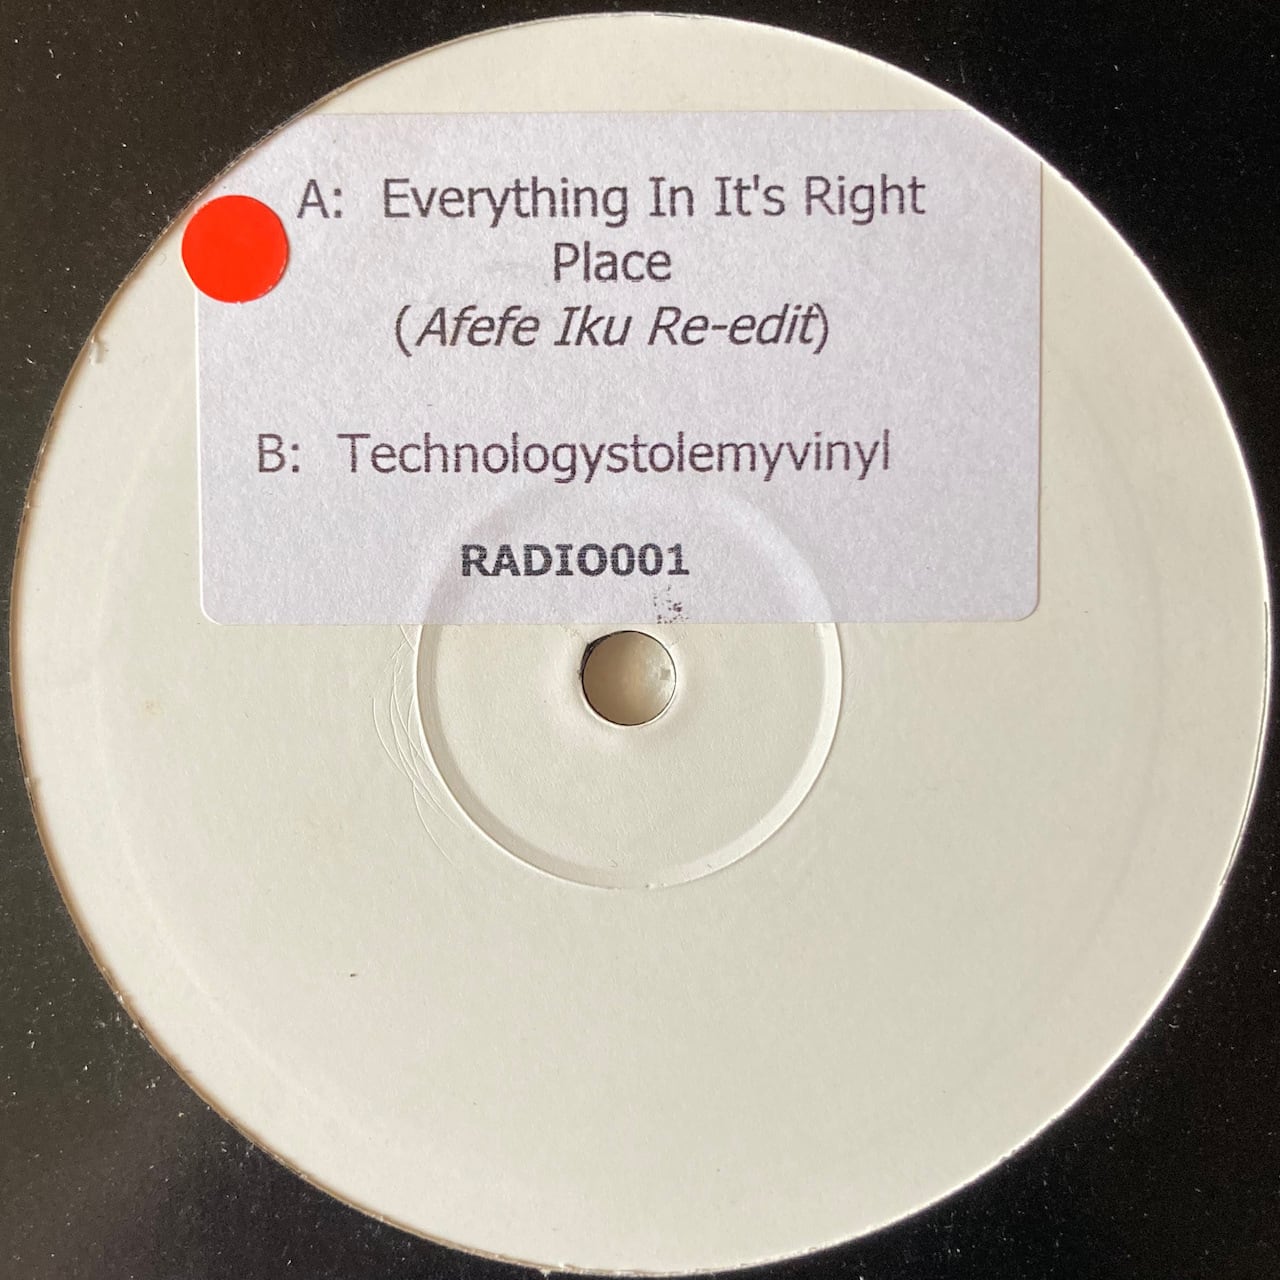 A: Everything In It's Right
Place
(Afefe Iku Re-edit)
B: Technologystolemyvinyl
RADIO001